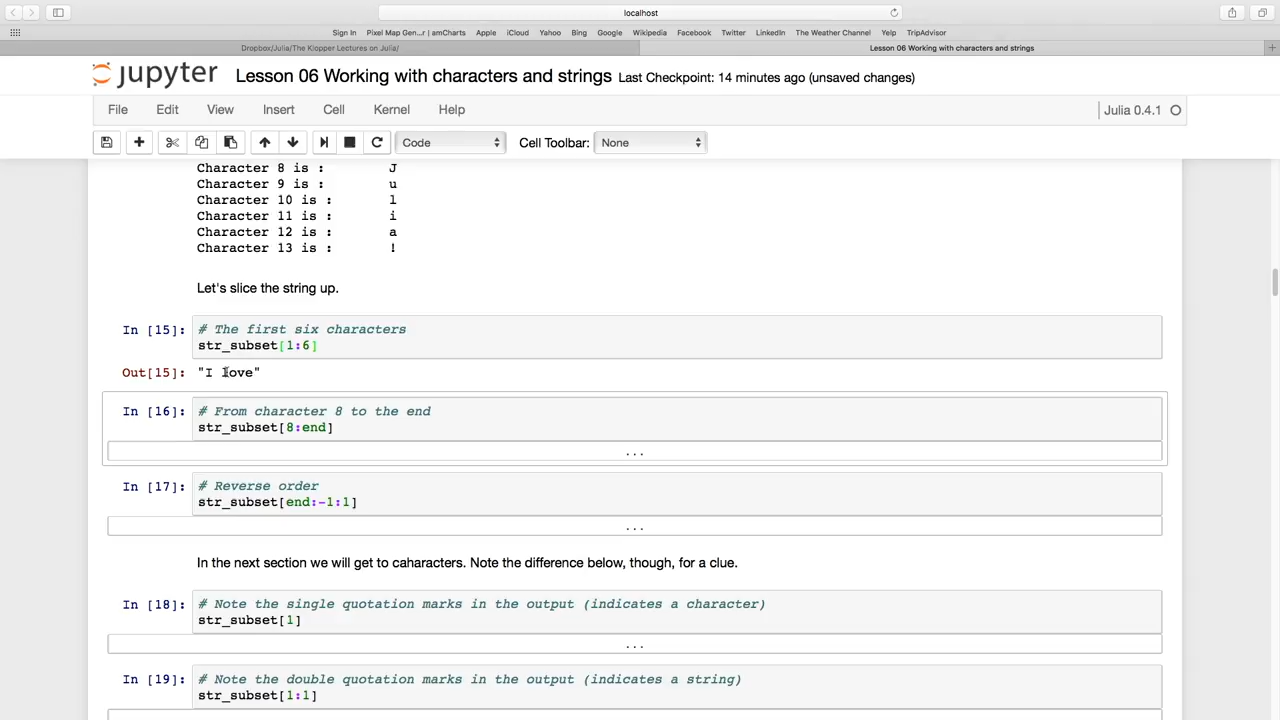 localhost
Sign In Pixel Map Gen...r | amCharts Apple iCloud Yahoo Bing Google Wikipedia Facebook Twitter LinkedIn The Weather Channel Yelp TripAdvisor
Dropbox/Julia/The Klopper Lectures on Julia/ Lesson 06 Working with characters and strings
jupyter Lesson 06 Working with characters and strings Last Checkpoint: 14 minutes ago (unsaved changes)
File Edit View Insert Cell Kernel Help Julia 0.4.1
Code Cell Toolbar: None
Character 8 is : J
Character 9 is : u
Character 10 is : l
Character 11 is : i
Character 12 is : a
Character 13 is : !
Let's slice the string up.
In [15]: # The first six characters
str_subset[1:6]
Out[15]: "I love"
In [16]: # From character 8 to the end
str_subset[8:end]
...
In [17]: # Reverse order
str_subset[end:-1:1]
...
In the next section we will get to caharacters. Note the difference below, though, for a clue.
In [18]: # Note the single quotation marks in the output (indicates a character)
str_subset[1]
...
In [19]: # Note the double quotation marks in the output (indicates a string)
str_subset[1:1]